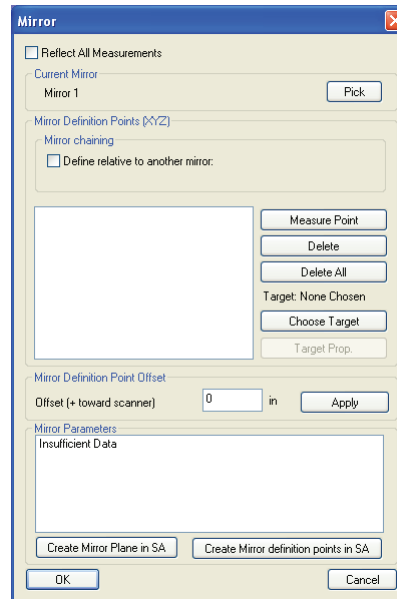 Mirror
Reflect All Measurements
Current Mirror
Mirror 1
Pick
Mirror Definition Points (XYZ)
Mirror chaining
Define relative to another mirror:
Measure Point
Delete
Delete All
Target: None Chosen
Choose Target
Target Prop.
Mirror Definition Point Offset
Offset (+ toward scanner)
0
in
Apply
Mirror Parameters
Insufficient Data
Create Mirror Plane in SA
Create Mirror definition points in SA
OK
Cancel